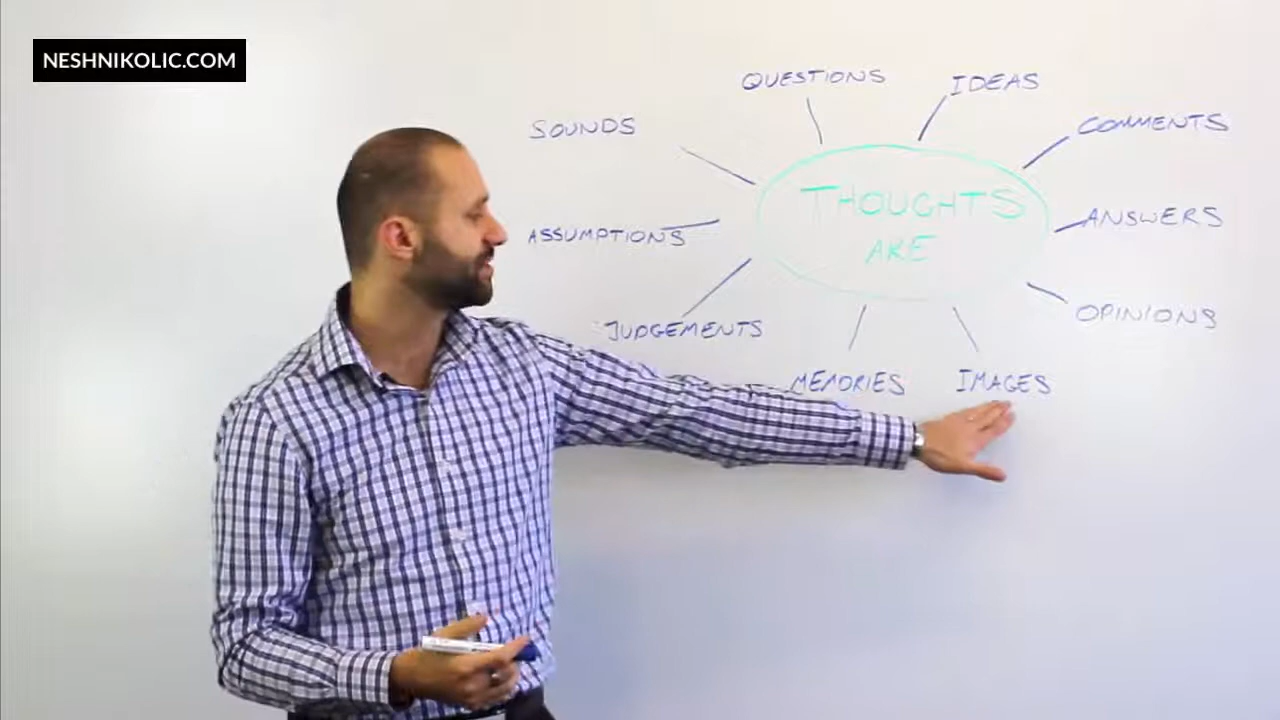 NESHNIKOLIC.COM
QUESTIONS
IDEAS
SOUNDS
COMMENTS
THOUGHTS
ARE
ASSUMPTIONS
ANSWERS
JUDGEMENTS
OPINIONS
MEMORIES
IMAGES